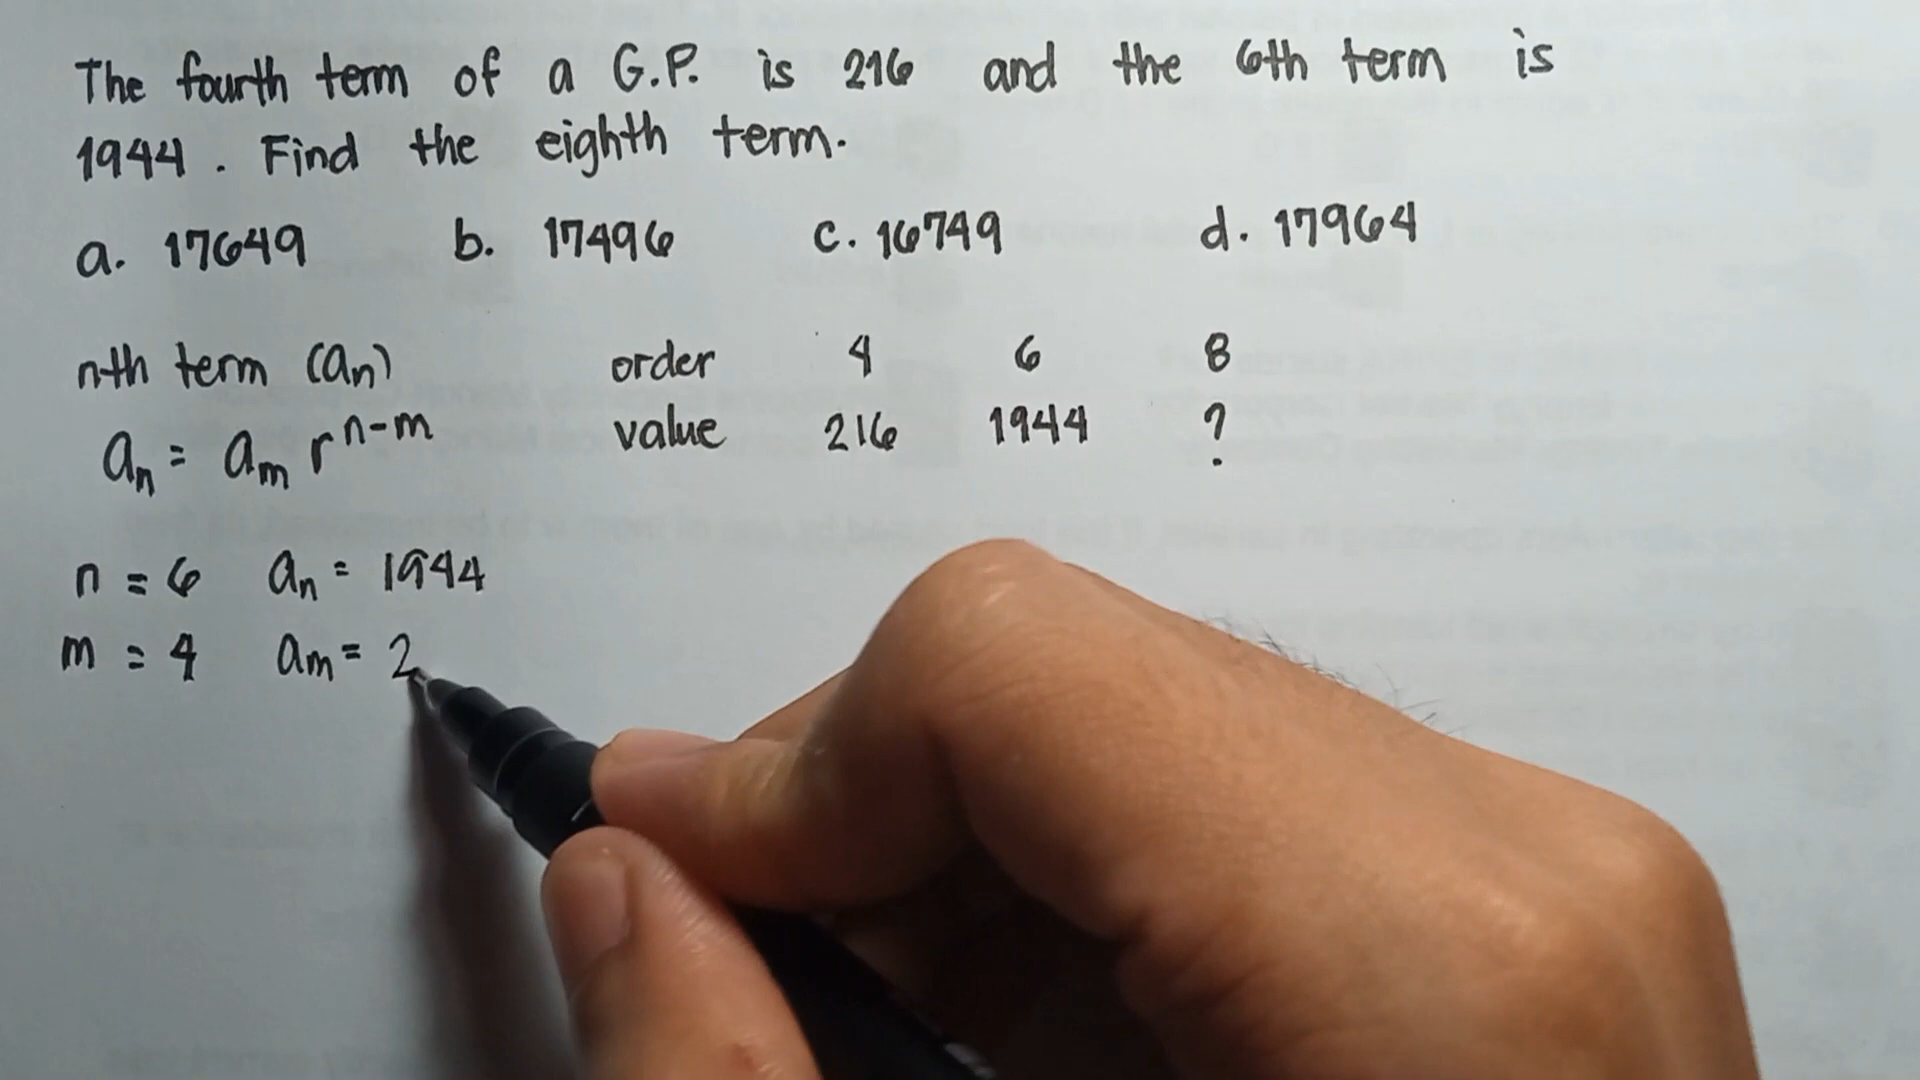 The fourth term of a G.P. is 216 and the 6th term is
1944. Find the eighth term.
a. 17649 b. 17496 c. 16749 d. 17964
nth term (an) order 4 6 8
an = am r^n-m value 216 1944 ?
n = 6 an = 1944
m = 4 am = 2